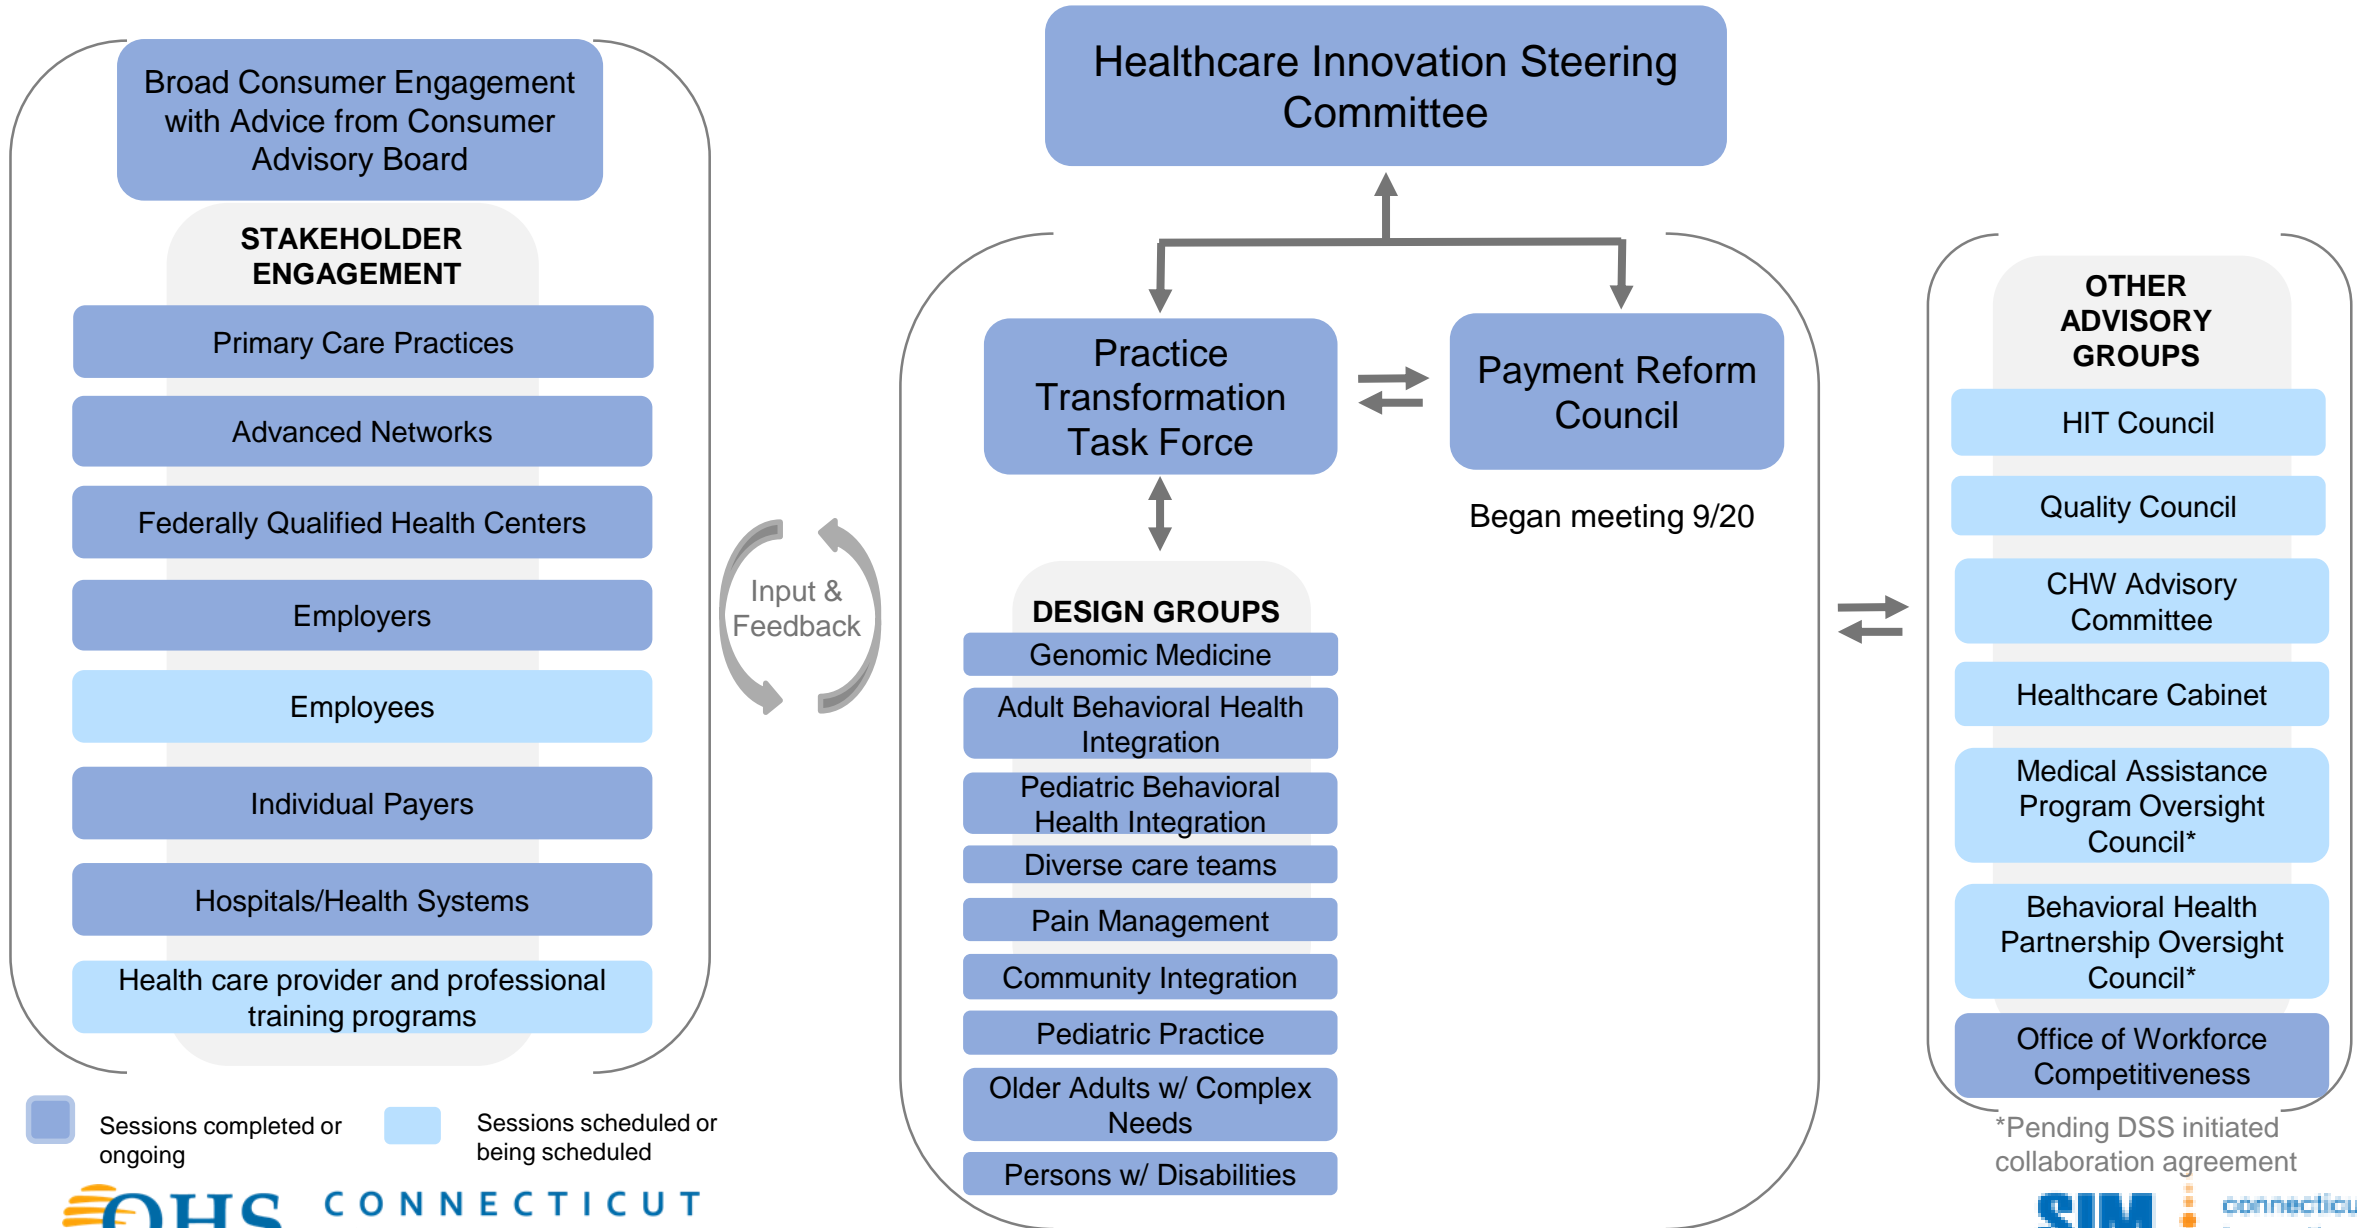 Broad Consumer Engagement
with Advice from Consumer
Advisory Board
STAKEHOLDER
ENGAGEMENT
Primary Care Practices
Advanced Networks
Federally Qualified Health Centers
Employers
Employees
Individual Payers
Hospitals/Health Systems
Health care provider and professional
training programs
Sessions completed or
ongoing
Sessions scheduled or
being scheduled
OHS
CONNECTICUT
Input &
Feedback
Healthcare Innovation Steering
Committee
Practice
Transformation
Task Force
Payment Reform
Council
Began meeting 9/20
DESIGN GROUPS
Genomic Medicine
Adult Behavioral Health
Integration
Pediatric Behavioral
Health Integration
Diverse care teams
Pain Management
Community Integration
Pediatric Practice
Older Adults w/ Complex
Needs
Persons w/ Disabilities
OTHER
ADVISORY
GROUPS
HIT Council
Quality Council
CHW Advisory
Committee
Healthcare Cabinet
Medical Assistance
Program Oversight
Council*
Behavioral Health
Partnership Oversight
Council*
Office of Workforce
Competitiveness
*Pending DSS initiated
collaboration agreement
SIM
connecticu